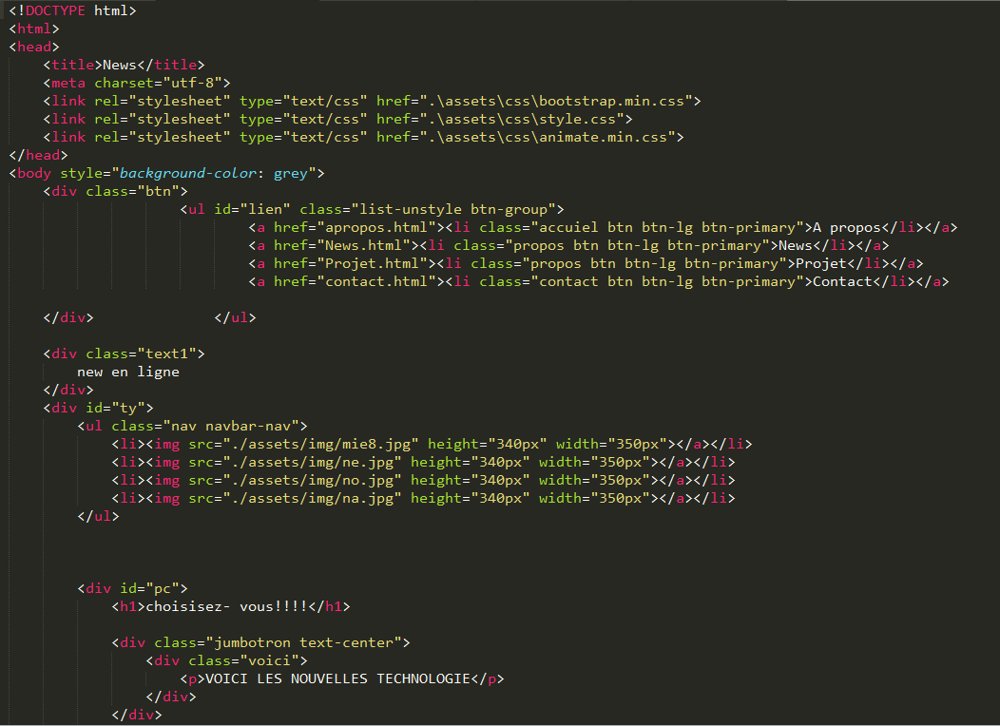 <!DOCTYPE html>
<html>
<head>
    <title>News</title>
    <meta charset="utf-8">
    <link rel="stylesheet" type="text/css" href=".\assets\css\bootstrap.min.css">
    <link rel="stylesheet" type="text/css" href=".\assets\css\style.css">
    <link rel="stylesheet" type="text/css" href=".\assets\css\animate.min.css">
</head>
<body style="background-color: grey">
    <div class="btn">
                    <ul id="lien" class="list-unstyle btn-group">
                            <a href="apropos.html"><li class="accuiel btn btn-lg btn-primary">A propos</li></a>
                            <a href="News.html"><li class="propos btn btn-lg btn-primary">News</li></a>
                            <a href="Projet.html"><li class="propos btn btn-lg btn-primary">Projet</li></a>
                            <a href="contact.html"><li class="contact btn btn-lg btn-primary">Contact</li></a>
    </div>              </ul>
    <div class="text1">
        new en ligne
    </div>
    <div id="ty">
        <ul class="nav navbar-nav">
            <li><img src="./assets/img/mie8.jpg" height="340px" width="350px"></a></li>
            <li><img src="./assets/img/ne.jpg" height="340px" width="350px"></a></li>
            <li><img src="./assets/img/no.jpg" height="340px" width="350px"></a></li>
            <li><img src="./assets/img/na.jpg" height="340px" width="350px"></a></li>
        </ul>
        <div id="pc">
            <h1>choisisez- vous!!!!</h1>
            <div class="jumbotron text-center">
                <div class="voici">
                    <p>VOICI LES NOUVELLES TECHNOLOGIE</p>
                </div>
            </div>